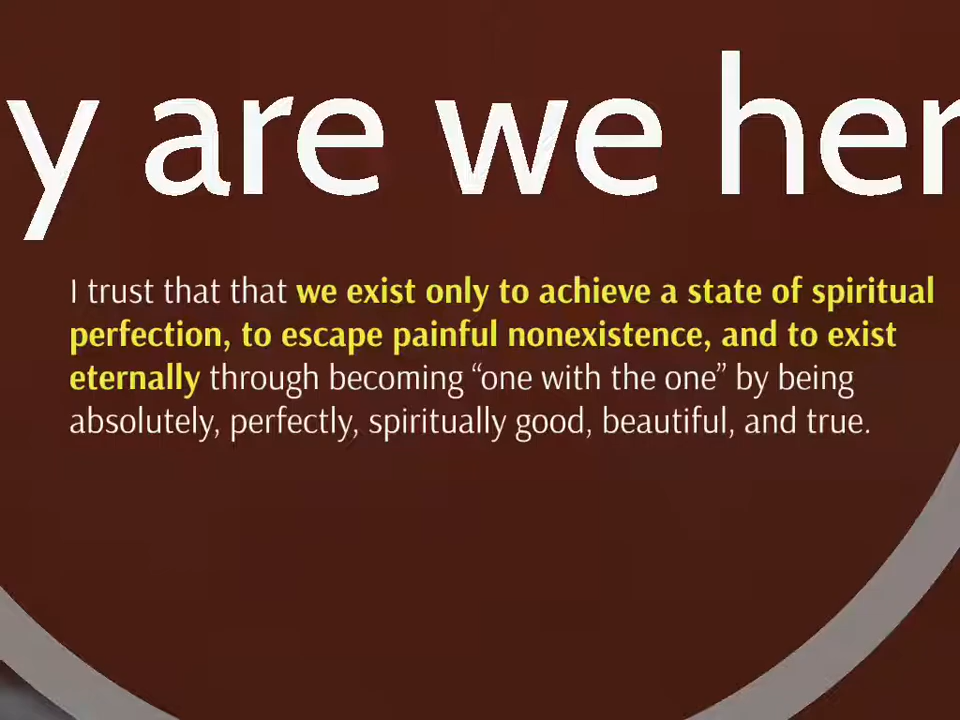 y are we her
I trust that that we exist only to achieve a state of spiritual
perfection, to escape painful nonexistence, and to exist
eternally through becoming “one with the one” by being
absolutely, perfectly, spiritually good, beautiful, and true.